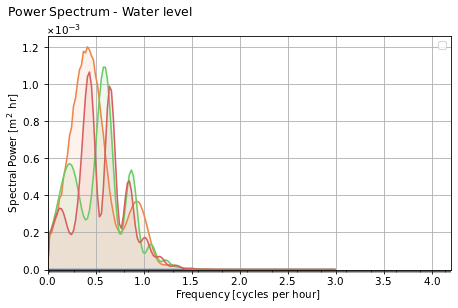 Power Spectrum - Water level
×10⁻³
1.2
1.0
0.8
0.6
0.4
0.2
0.0
Spectral Power [m² hr]
0.0 0.5 1.0 1.5 2.0 2.5 3.0 3.5 4.0
Frequency [cycles per hour]